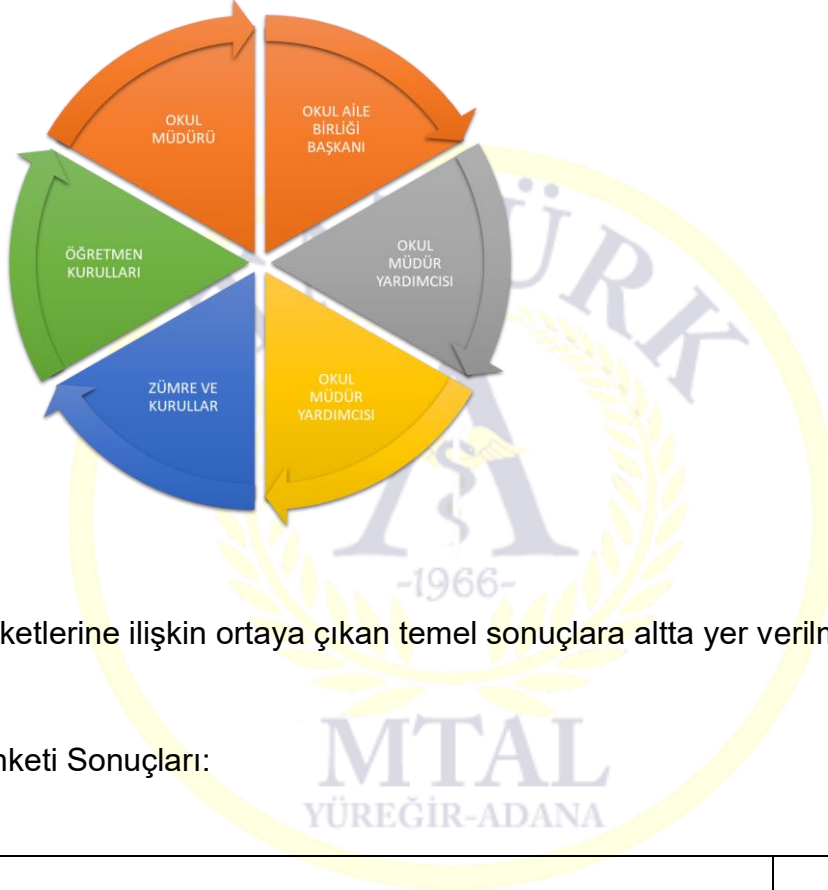 OKUL
MÜDÜRÜ
OKUL AİLE
BİRLİĞİ
BAŞKANI
OKUL
MÜDÜR
YARDIMCISI
OKUL
MÜDÜR
YARDIMCISI
ZÜMRE VE
KURULLAR
ÖĞRETMEN
KURULLARI
-1966-
ketlerine ilişkin ortaya çıkan temel sonuçlara altta yer veriln
nketi Sonuçları:
MTAL
YÜREĞİR-ADANA